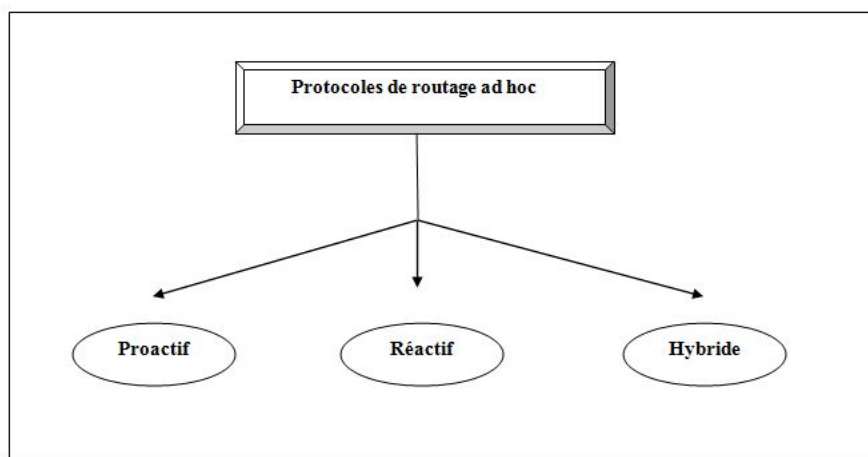 Protocoles de routage ad hoc
Proactif
Réactif
Hybride